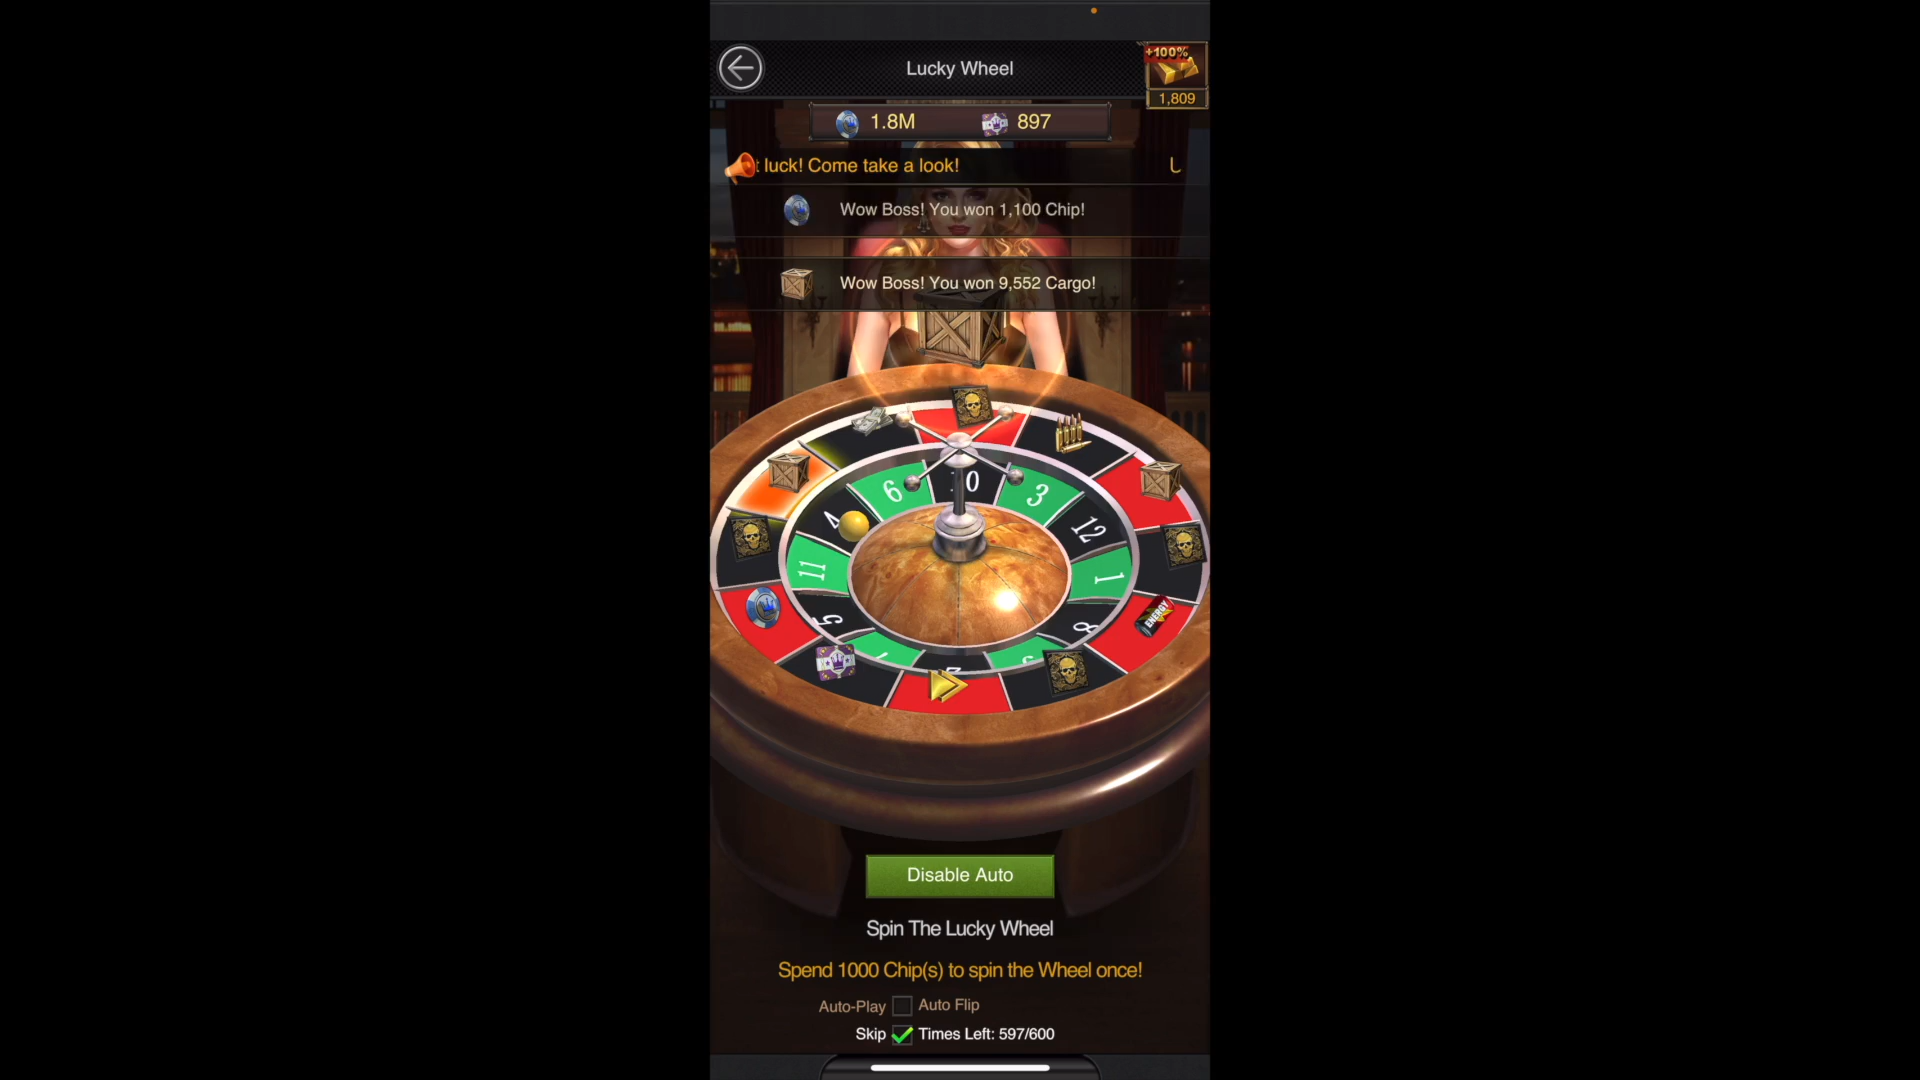 Lucky Wheel
+100%
1,809
1.8M
897
luck! Come take a look!
Wow Boss! You won 1,100 Chip!
Wow Boss! You won 9,552 Cargo!
6
3
4
12
11
1
5
8
ENERGY
Disable Auto
Spin The Lucky Wheel
Spend 1000 Chip(s) to spin the Wheel once!
Auto-Play Auto Flip
Skip Times Left: 597/600